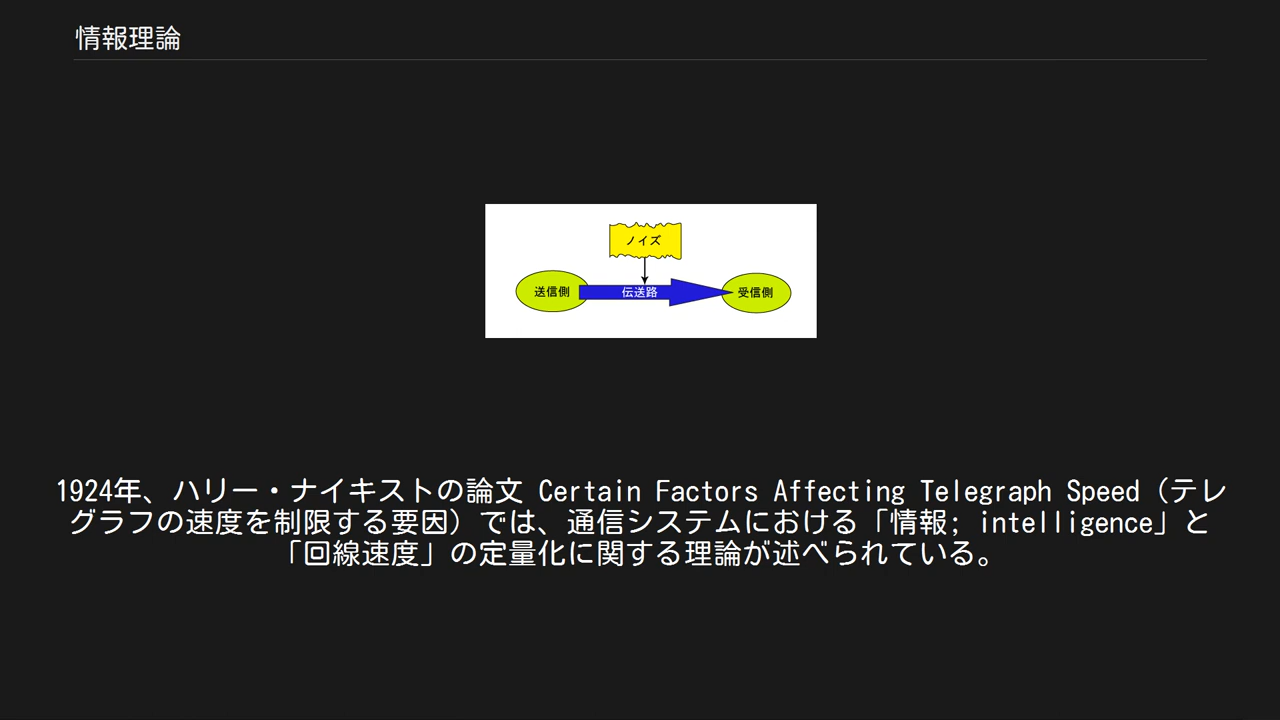 情報理論
ノイズ
送信側
伝送路
受信側
1924年、ハリー・ナイキストの論文 Certain Factors Affecting Telegraph Speed（テレ
グラフの速度を制限する要因）では、通信システムにおける「情報; intelligence」と
「回線速度」の定量化に関する理論が述べられている。